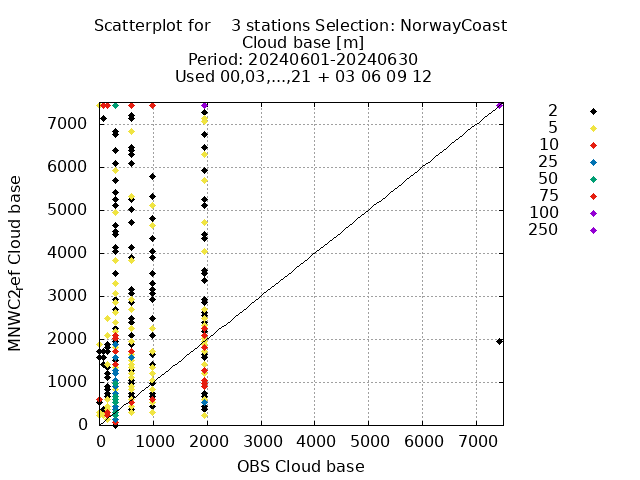 Scatterplot for    3 stations Selection: NorwayCoast
Cloud base [m]
Period: 20240601-20240630
Used 00,03,...,21 + 03 06 09 12
MNWC2_ref Cloud base
7000
6000
5000
4000
3000
2000
1000
0
0 1000 2000 3000 4000 5000 6000 7000
OBS Cloud base
2
5
10
25
50
75
100
250